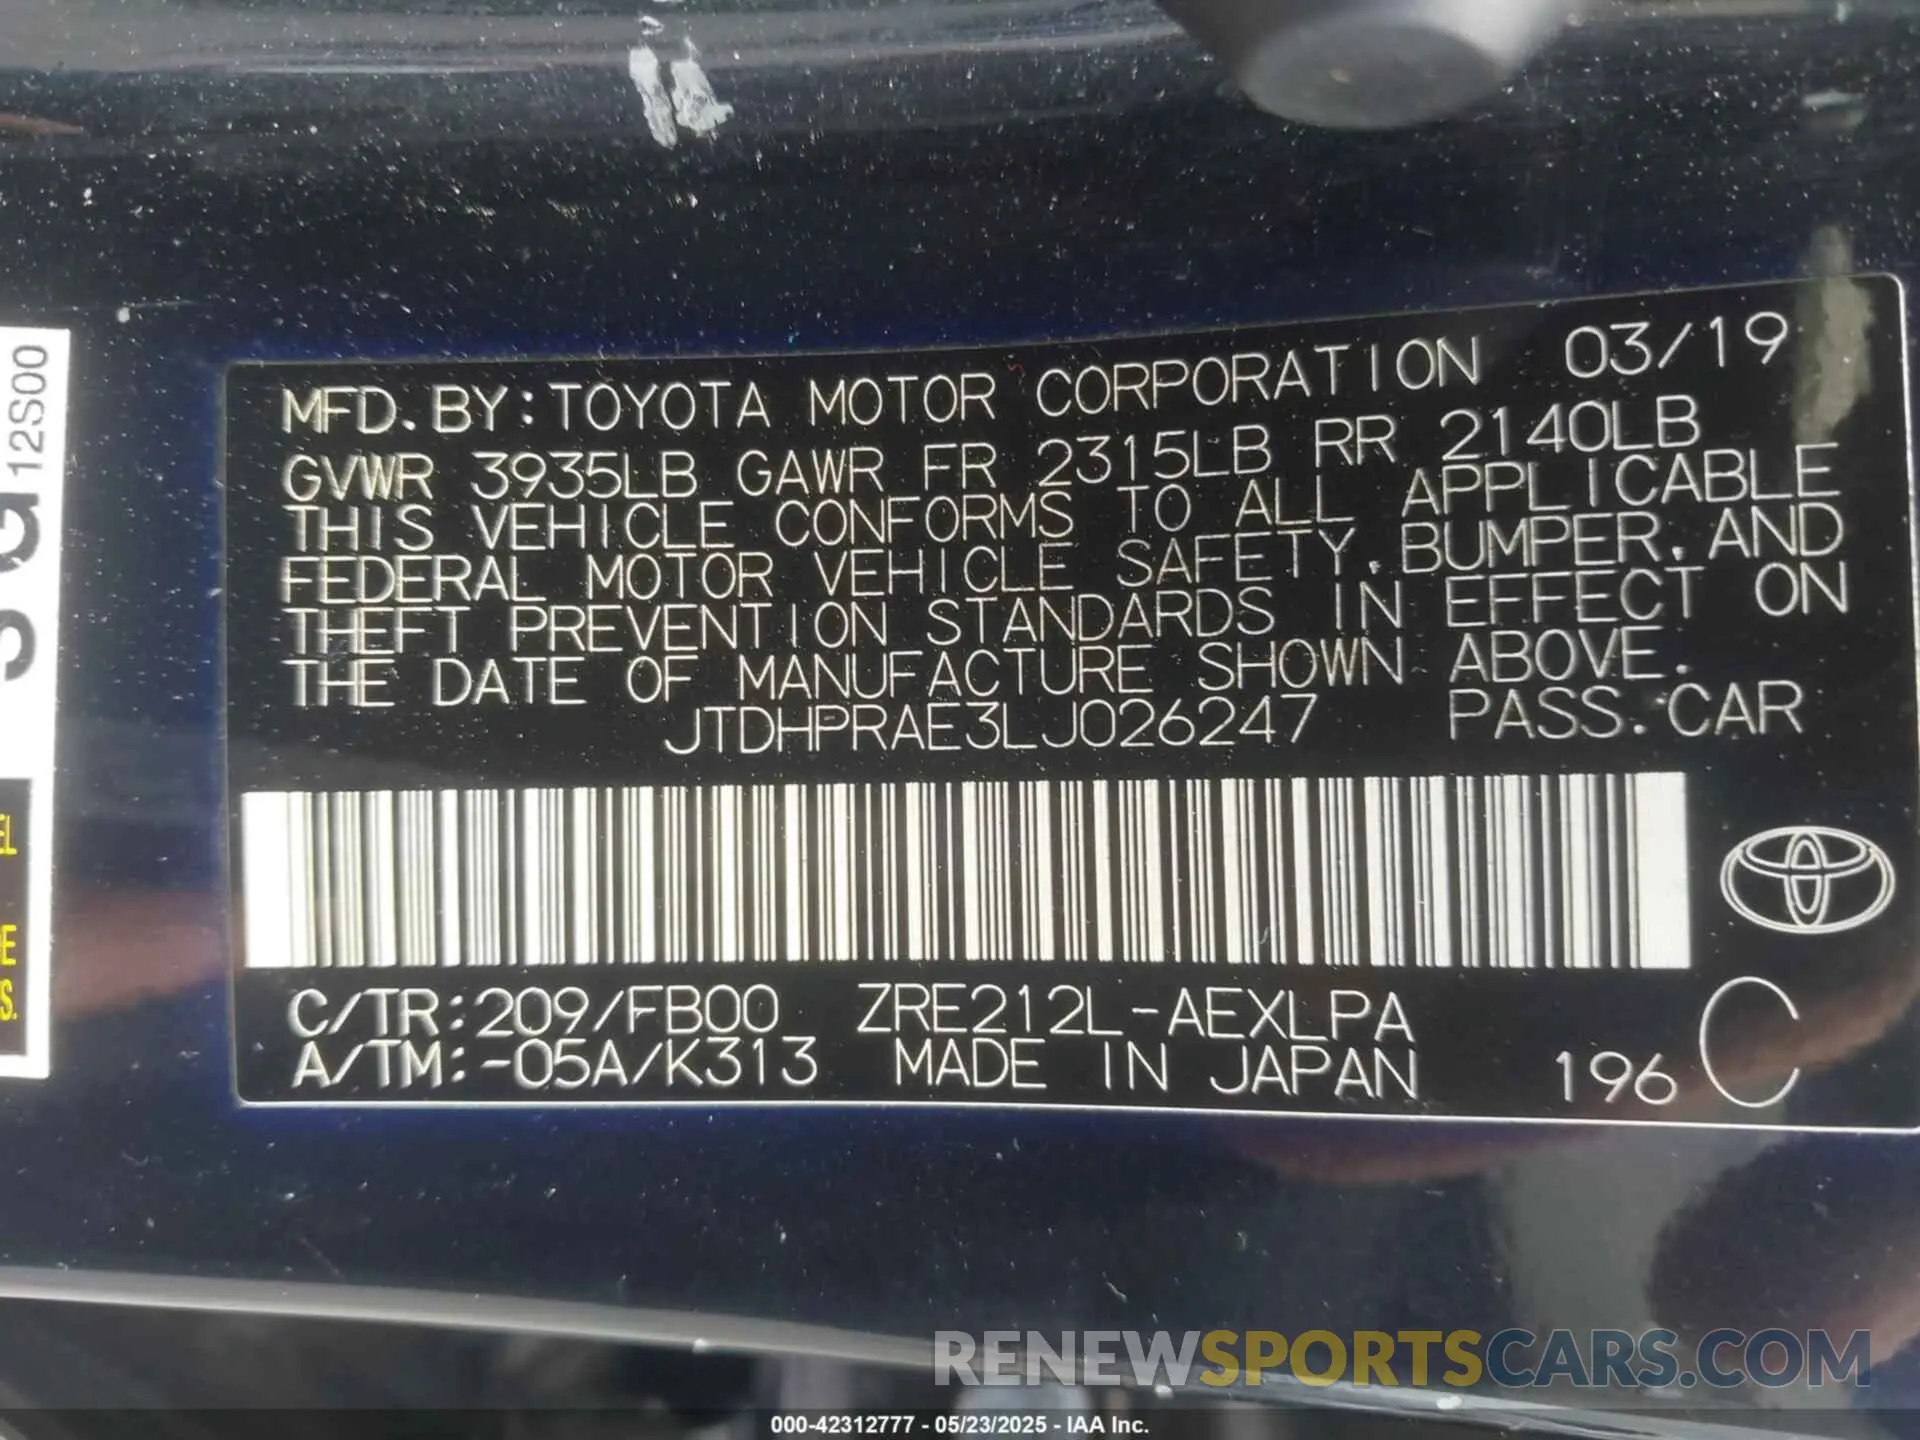 12S00
MFD. BY: TOYOTA MOTOR CORPORATION 03/19
GVWR 3935LB GAWR FR 2315LB RR 2140LB
THIS VEHICLE CONFORMS TO ALL APPLICABLE
FEDERAL MOTOR VEHICLE SAFETY, BUMPER, AND
THEFT PREVENTION STANDARDS IN EFFECT ON
THE DATE OF MANUFACTURE SHOWN ABOVE.
JTDHPRAE3LJ026247 PASS. CAR
C/TR:209/FB00 ZRE212L-AEXLPA
A/TM:-05A/K313 MADE IN JAPAN 196 C
RENEWSPORTSCARS.COM
000-42312777 - 05/23/2025 - IAA Inc.